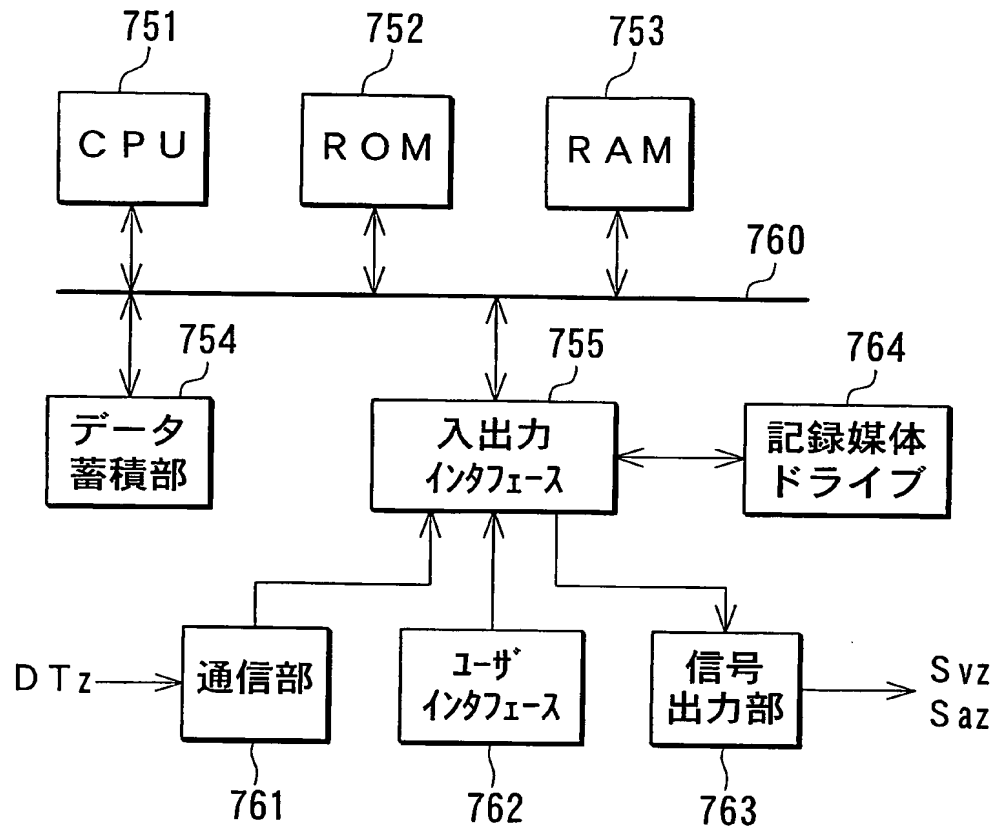 751
752
753
CPU
ROM
RAM
760
754
755
764
データ
蓄積部
入出力
インタフェース
記録媒体
ドライブ
DTz
通信部
ユーザ
インタフェース
信号
出力部
Svz
Saz
761
762
763